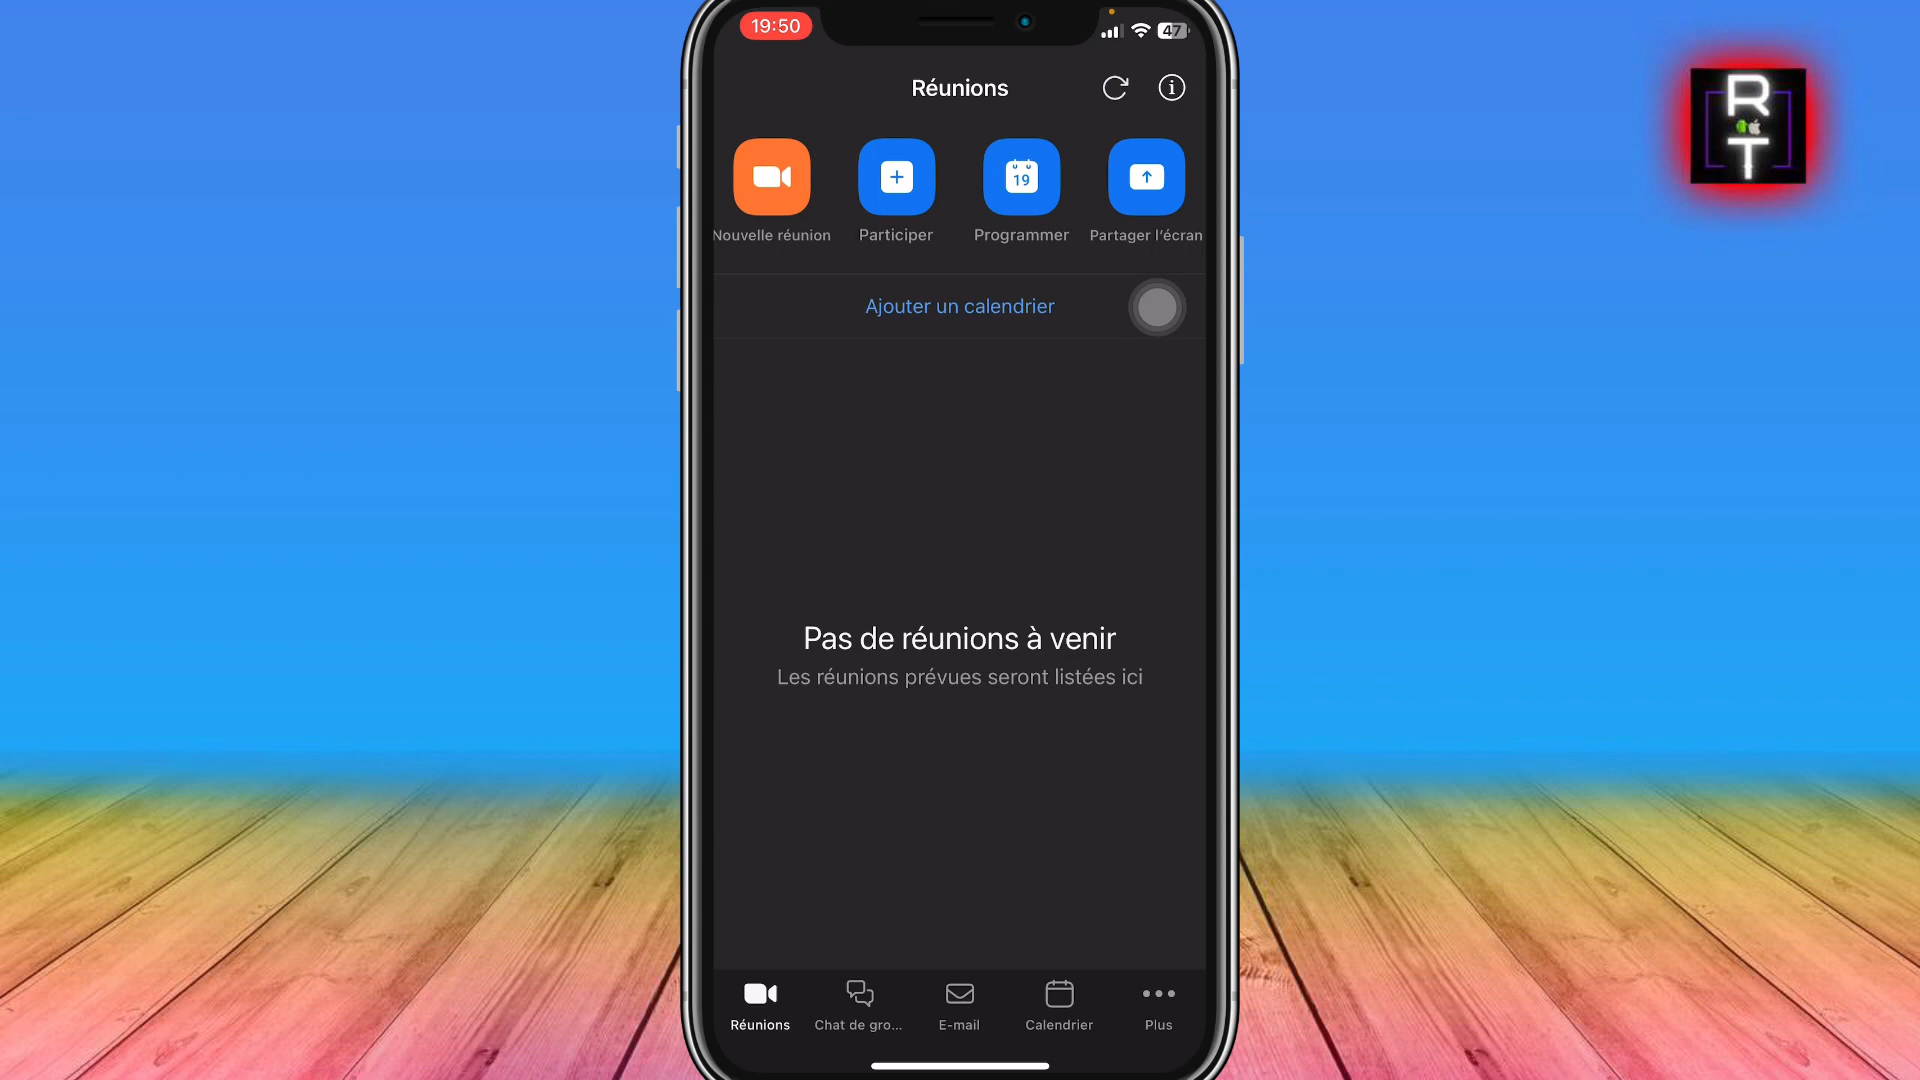 19:50
47
Réunions
R
T
19
Nouvelle réunion
Participer
Programmer
Partager l'écran
Ajouter un calendrier
Pas de réunions à venir
Les réunions prévues seront listées ici
Réunions
Chat de gro...
E-mail
Calendrier
Plus